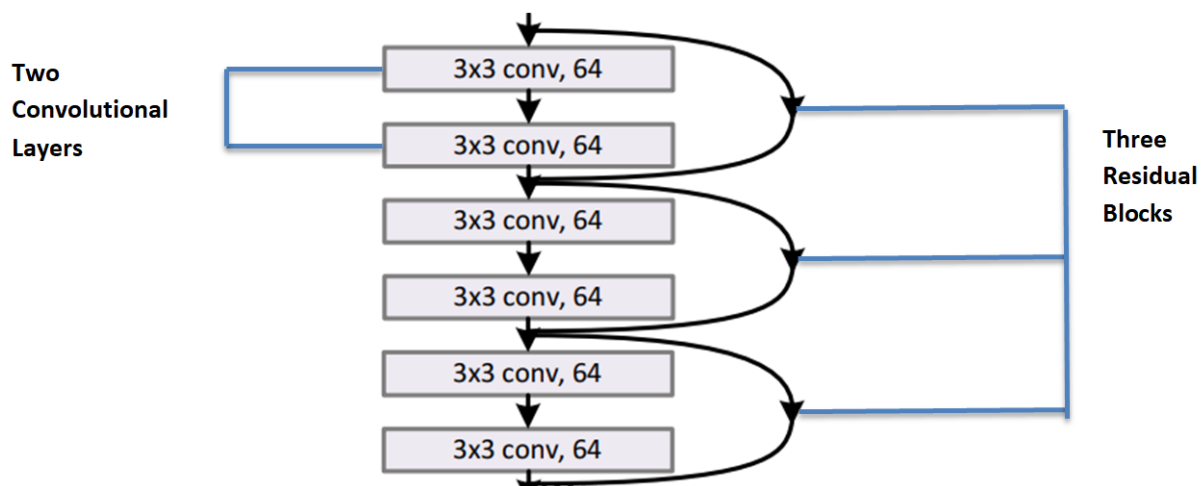 Two
Convolutional
Layers
3x3 conv, 64
3x3 conv, 64
3x3 conv, 64
3x3 conv, 64
3x3 conv, 64
3x3 conv, 64
Three
Residual
Blocks